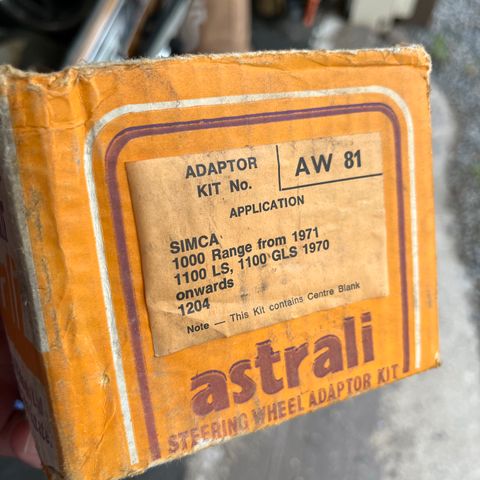 ADAPTOR
KIT No.
AW 81
APPLICATION
SIMCA
1000 Range from 1971
1100 LS, 1100 GLS 1970
onwards
1204
Note — This Kit contains Centre Blank
astrali
STEERING WHEEL ADAPTOR KIT